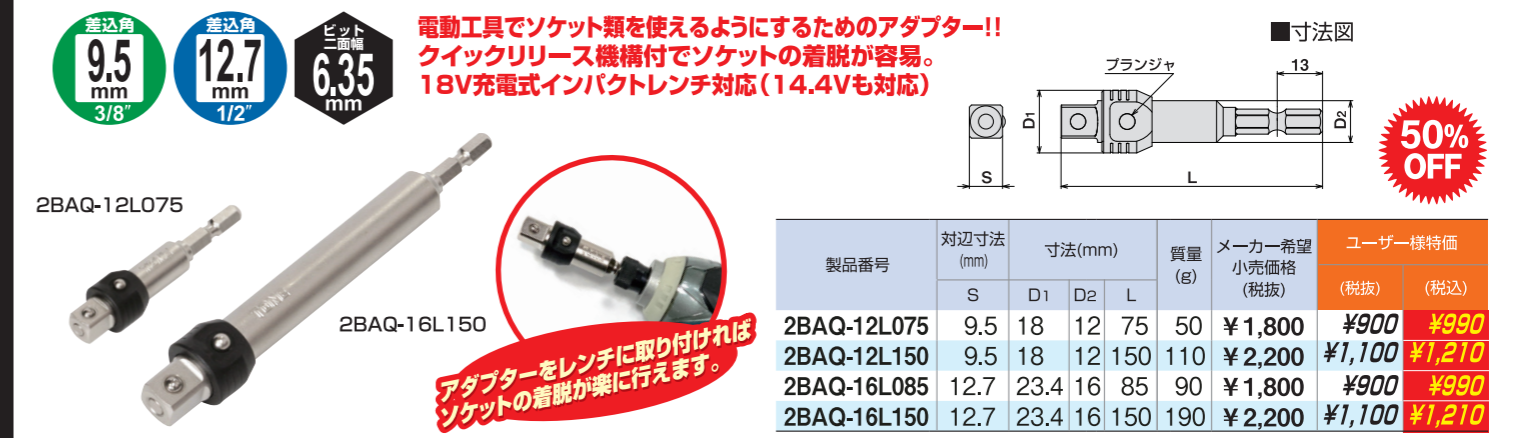 差込角
9.5
mm
3/8"
差込角
12.7
mm
1/2"
ビット
二面幅
6.35
mm
電動工具でソケット類を使えるようにするためのアダプター!!
クイックリリース機構付でソケットの着脱が容易。
18V充電式インパクトレンチ対応(14.4Vも対応)
2BAQ-12L075
2BAQ-16L150
アダプターをレンチに取り付ければ
ソケットの着脱が楽に行えます。
■寸法図
プランジャ
13
D1
D2
S
L
50%
OFF
製品番号 対辺寸法(mm) 寸法(mm) 質量(g) メーカー希望小売価格(税抜) ユーザー様特価
S D1 D2 L (税抜) (税込)
2BAQ-12L075 9.5 18 12 75 50 ¥1,800 ¥900 ¥990
2BAQ-12L150 9.5 18 12 150 110 ¥2,200 ¥1,100 ¥1,210
2BAQ-16L085 12.7 23.4 16 85 90 ¥1,800 ¥900 ¥990
2BAQ-16L150 12.7 23.4 16 150 190 ¥2,200 ¥1,100 ¥1,210